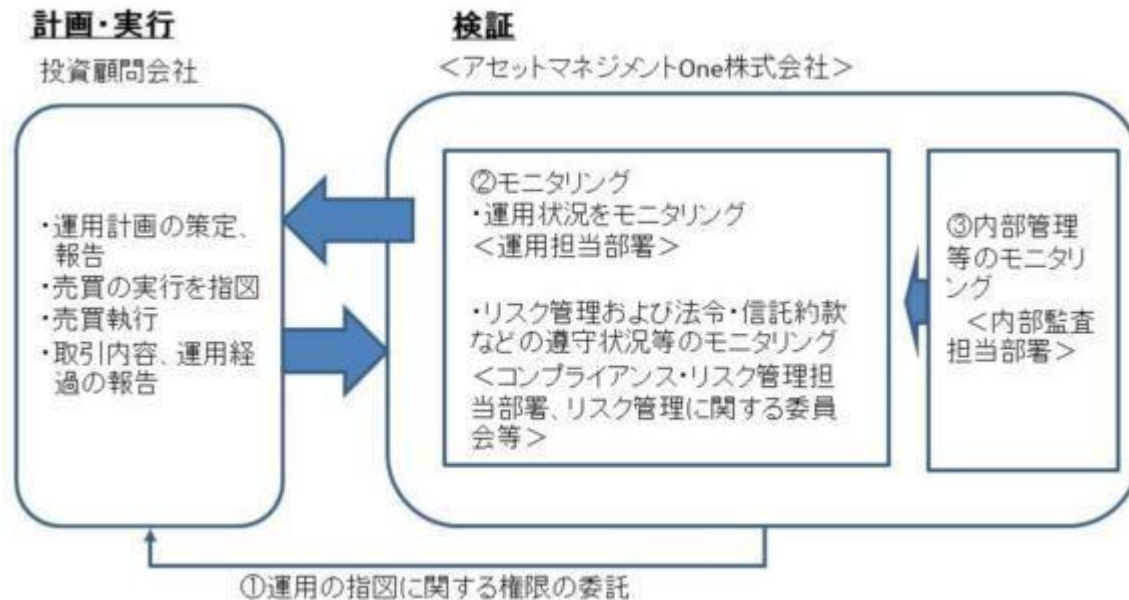 計画・実行
投資顧問会社
・運用計画の策定、
報告
・売買の実行を指図
・売買執行
・取引内容、運用経
過の報告
検証
＜アセットマネジメントOne株式会社＞
②モニタリング
・運用状況をモニタリング
＜運用担当部署＞
・リスク管理および法令・信託約款
などの遵守状況等のモニタリング
＜コンプライアンス・リスク管理担
当部署、リスク管理に関する委員
会等＞
③内部管理
等のモニタリ
ング
＜内部監査
担当部署＞
①運用の指図に関する権限の委託